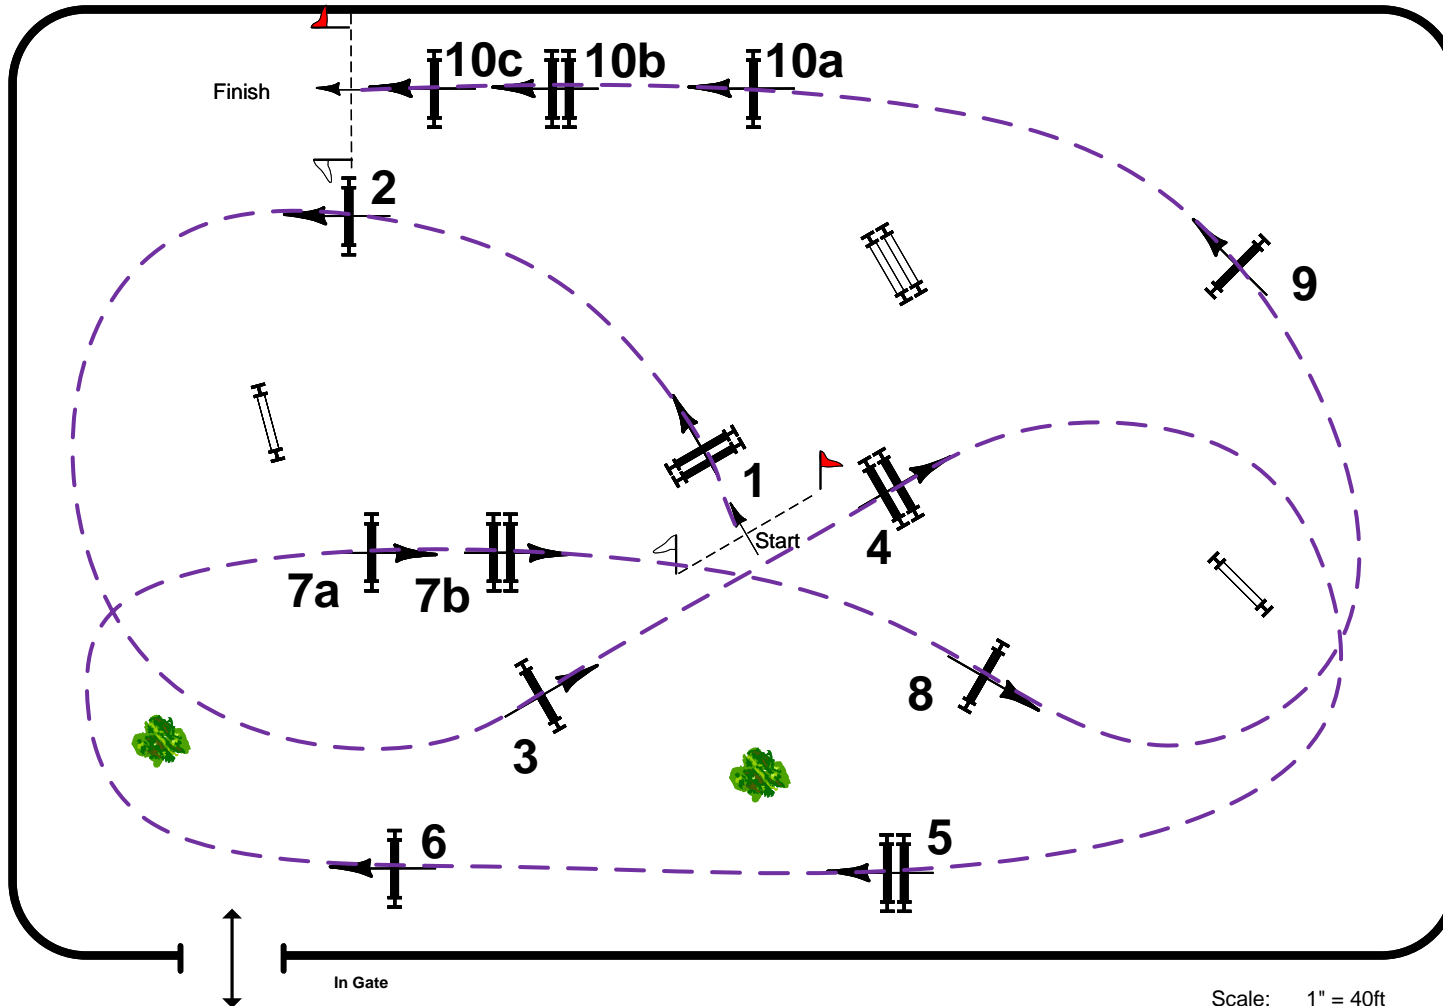 10c 10b 10a
Finish
2
9
1
Start
4
7a 7b
8
3
6 5
In Gate
Scale: 1" = 40ft